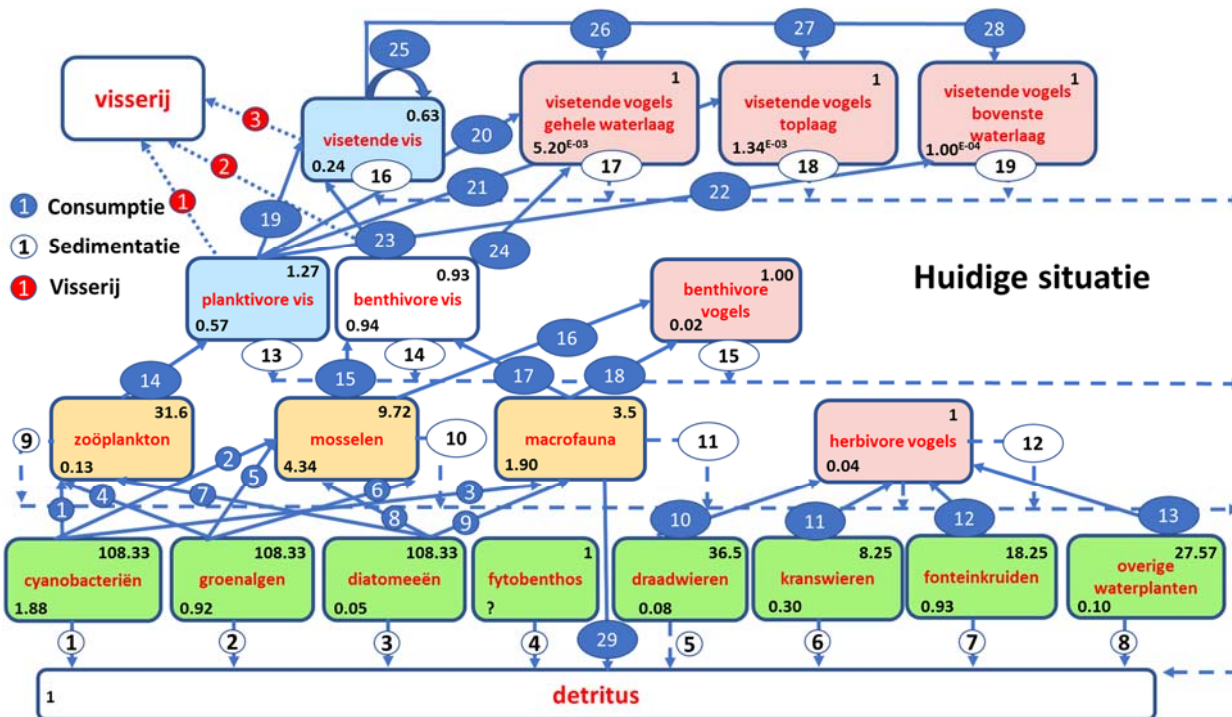 26
27
28
25
visserij
1
visetende vogels
gehele waterlaag
5.20E-03
1
visetende vogels
toplaag
1.34E-03
1
visetende vogels
bovenste
waterlaag
1.00E-04
0.63
visetende vis
0.24
3
20
2
16
17
18
19
21
22
1 Consumptie
1
19
1 Sedimentatie
23
24
1 Visserij
Huidige situatie
1.27
planktivore vis
0.57
0.93
benthivore vis
0.94
1.00
benthivore
vogels
0.02
16
13
14
15
14
15
17
18
31.6
zoöplankton
0.13
9.72
mosselen
4.34
3.5
macrofauna
1.90
1
herbivore vogels
0.04
9
10
11
12
2
5
1
4
7
6
3
8
9
10
11
12
13
108.33
cyanobacteriën
1.88
108.33
groenalgen
0.92
108.33
diatomeeën
0.05
1
fytobenthos
?
36.5
draadwieren
0.08
8.25
kranswieren
0.30
18.25
fonteinkruiden
0.93
27.57
overige
waterplanten
0.10
1
2
3
4
29
5
6
7
8
1
detritus